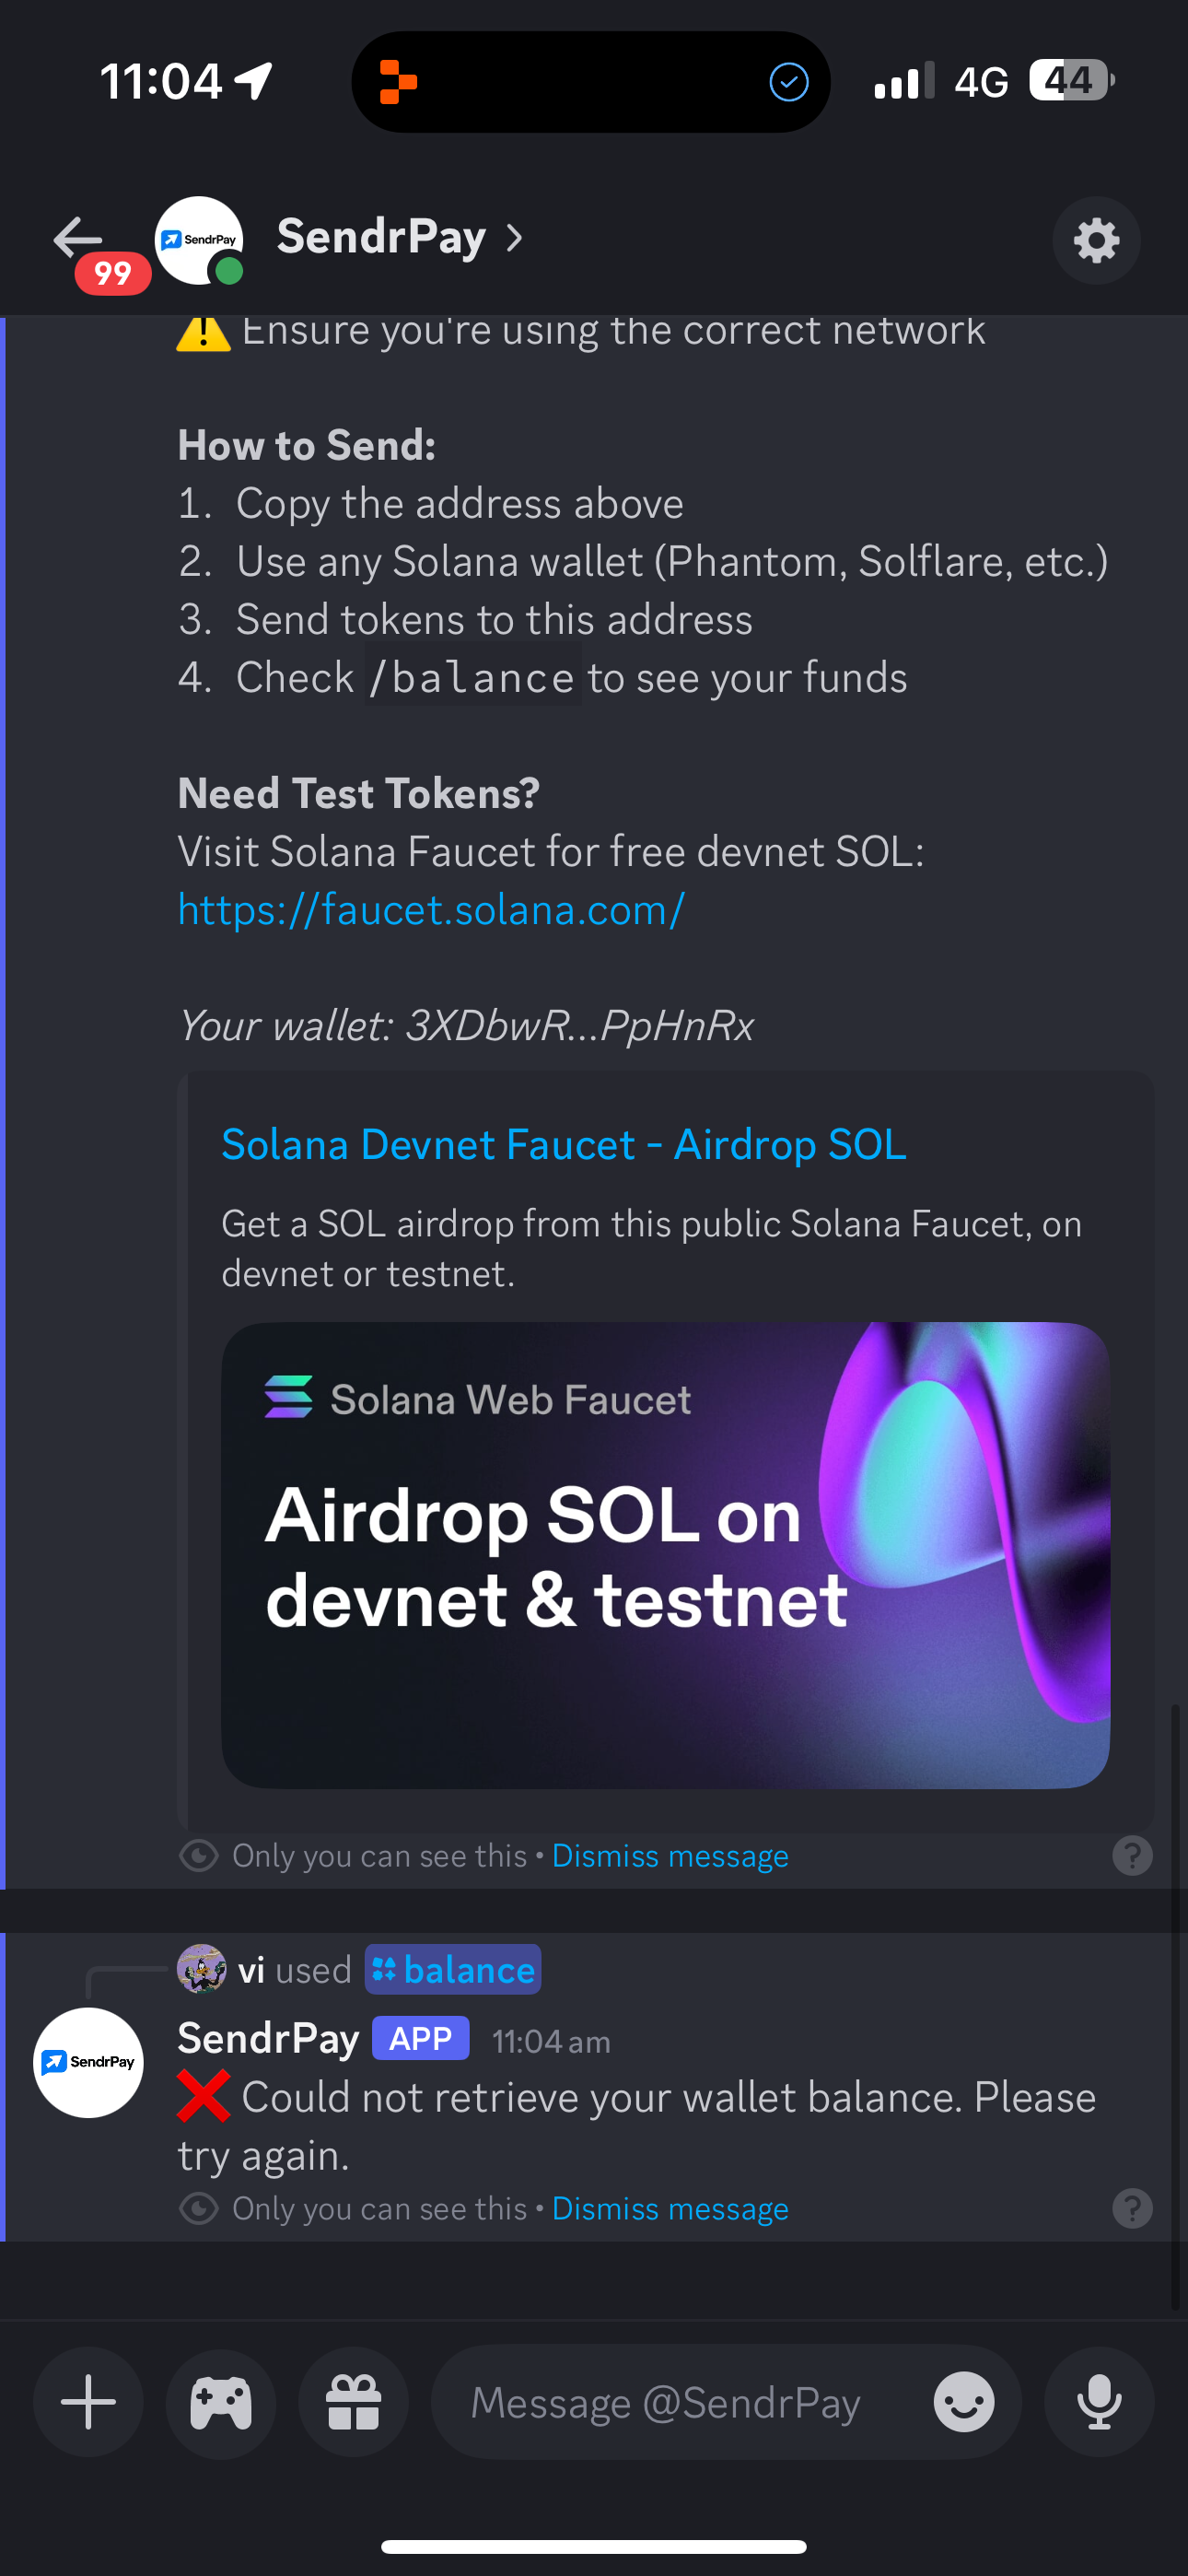 11:04
4G
44
99
SendrPay
SendrPay
⚠️ Ensure you're using the correct network
How to Send:
1. Copy the address above
2. Use any Solana wallet (Phantom, Solflare, etc.)
3. Send tokens to this address
4. Check /balance to see your funds
Need Test Tokens?
Visit Solana Faucet for free devnet SOL:
https://faucet.solana.com/
Your wallet: 3XDbwR...PpHnRx
Solana Devnet Faucet - Airdrop SOL
Get a SOL airdrop from this public Solana Faucet, on
devnet or testnet.
Solana Web Faucet
Airdrop SOL on
devnet & testnet
Only you can see this • Dismiss message
vi used balance
SendrPay
SendrPay APP 11:04 am
❌ Could not retrieve your wallet balance. Please
try again.
Only you can see this • Dismiss message
Message @SendrPay